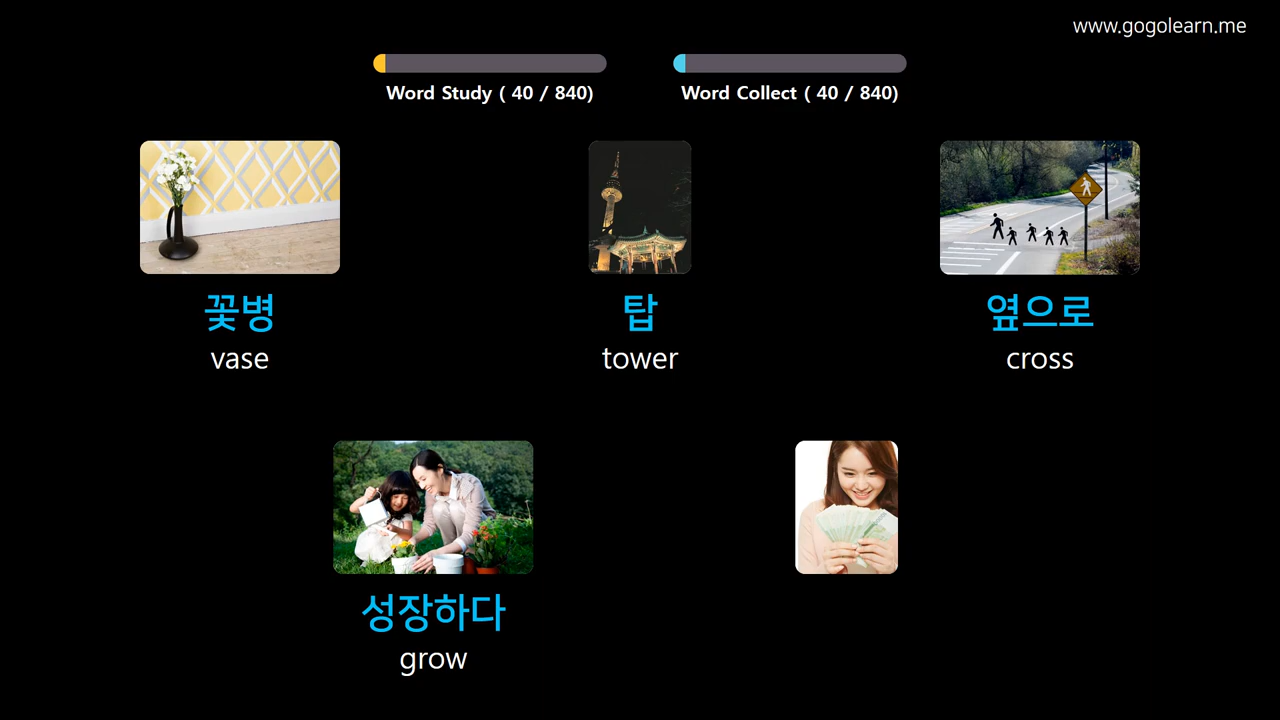 www.gogolearn.me
Word Study ( 40 / 840)
Word Collect ( 40 / 840)
꽃병
vase
탑
tower
옆으로
cross
성장하다
grow